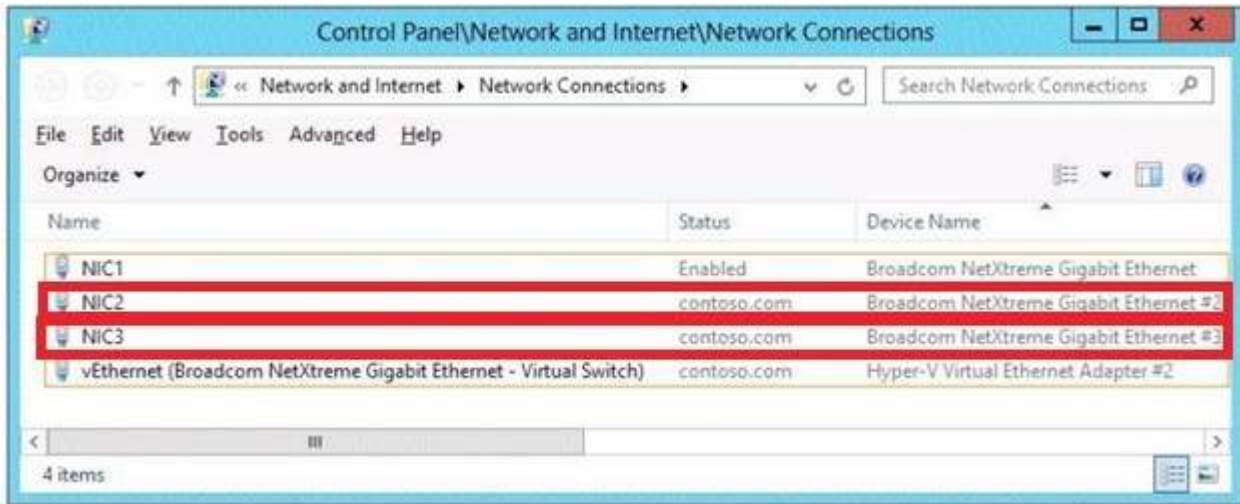 Control Panel\Network and Internet\Network Connections
« Network and Internet Network Connections Search Network Connections
File Edit View Tools Advanced Help
Organize
Name Status Device Name
NIC1 Enabled Broadcom NetXtreme Gigabit Ethernet
NIC2 contoso.com Broadcom NetXtreme Gigabit Ethernet #2
NIC3 contoso.com Broadcom NetXtreme Gigabit Ethernet #3
vEthernet (Broadcom NetXtreme Gigabit Ethernet - Virtual Switch) contoso.com Hyper-V Virtual Ethernet Adapter #2
4 items